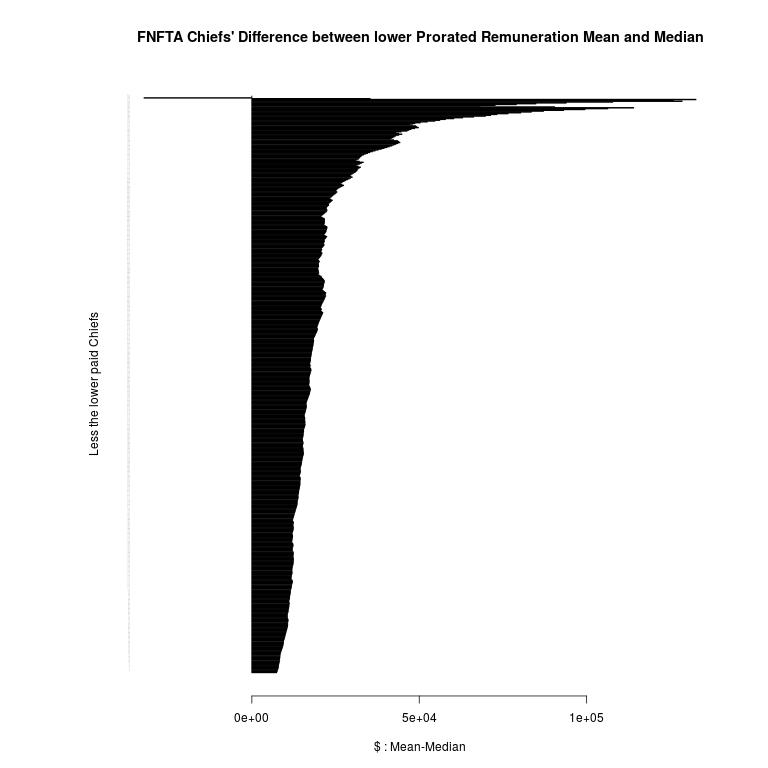 FNFTA Chiefs' Difference between lower Prorated Remuneration Mean and Median
Less the lower paid Chiefs
0e+00 5e+04 1e+05
$ : Mean-Median